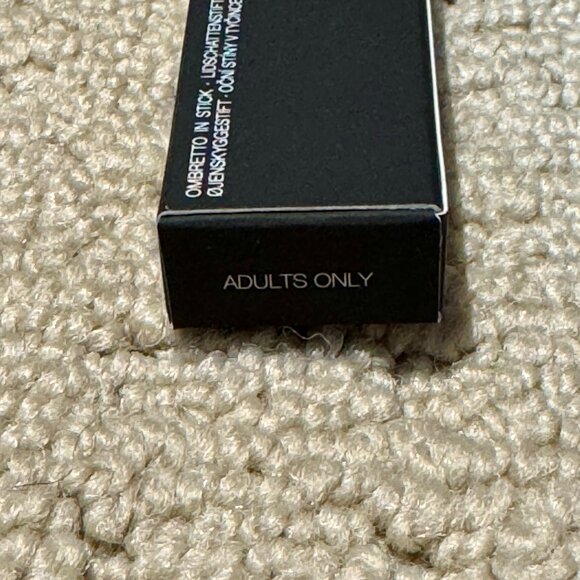 OMBRETTO IN STICK · LIDSCHATTENSTIFT
ØJENSKYGGESTIFT · OČNÍ STÍNY V TYČINCE
ADULTS ONLY